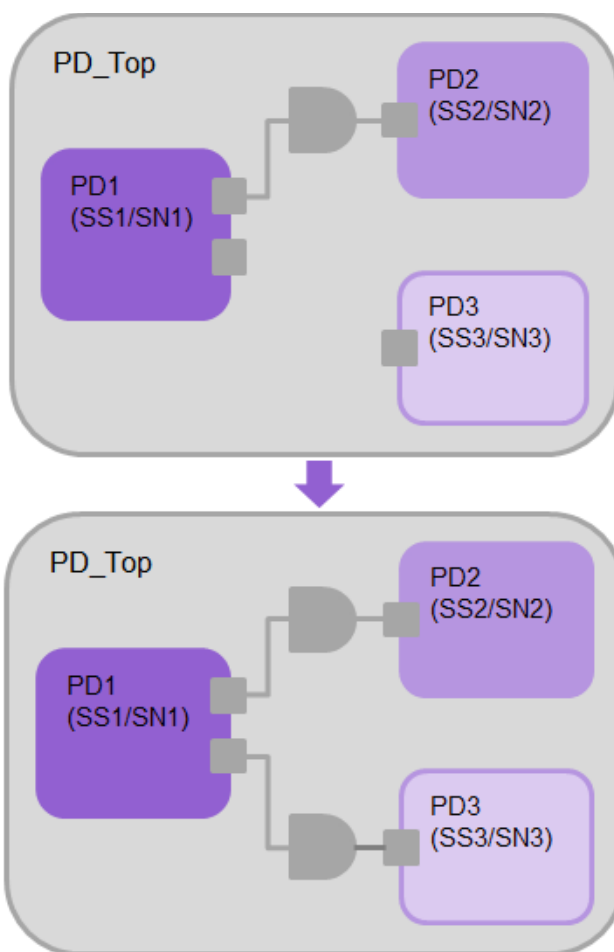 PD_Top
PD2
(SS2/SN2)
PD1
(SS1/SN1)
PD3
(SS3/SN3)
PD_Top
PD2
(SS2/SN2)
PD1
(SS1/SN1)
PD3
(SS3/SN3)